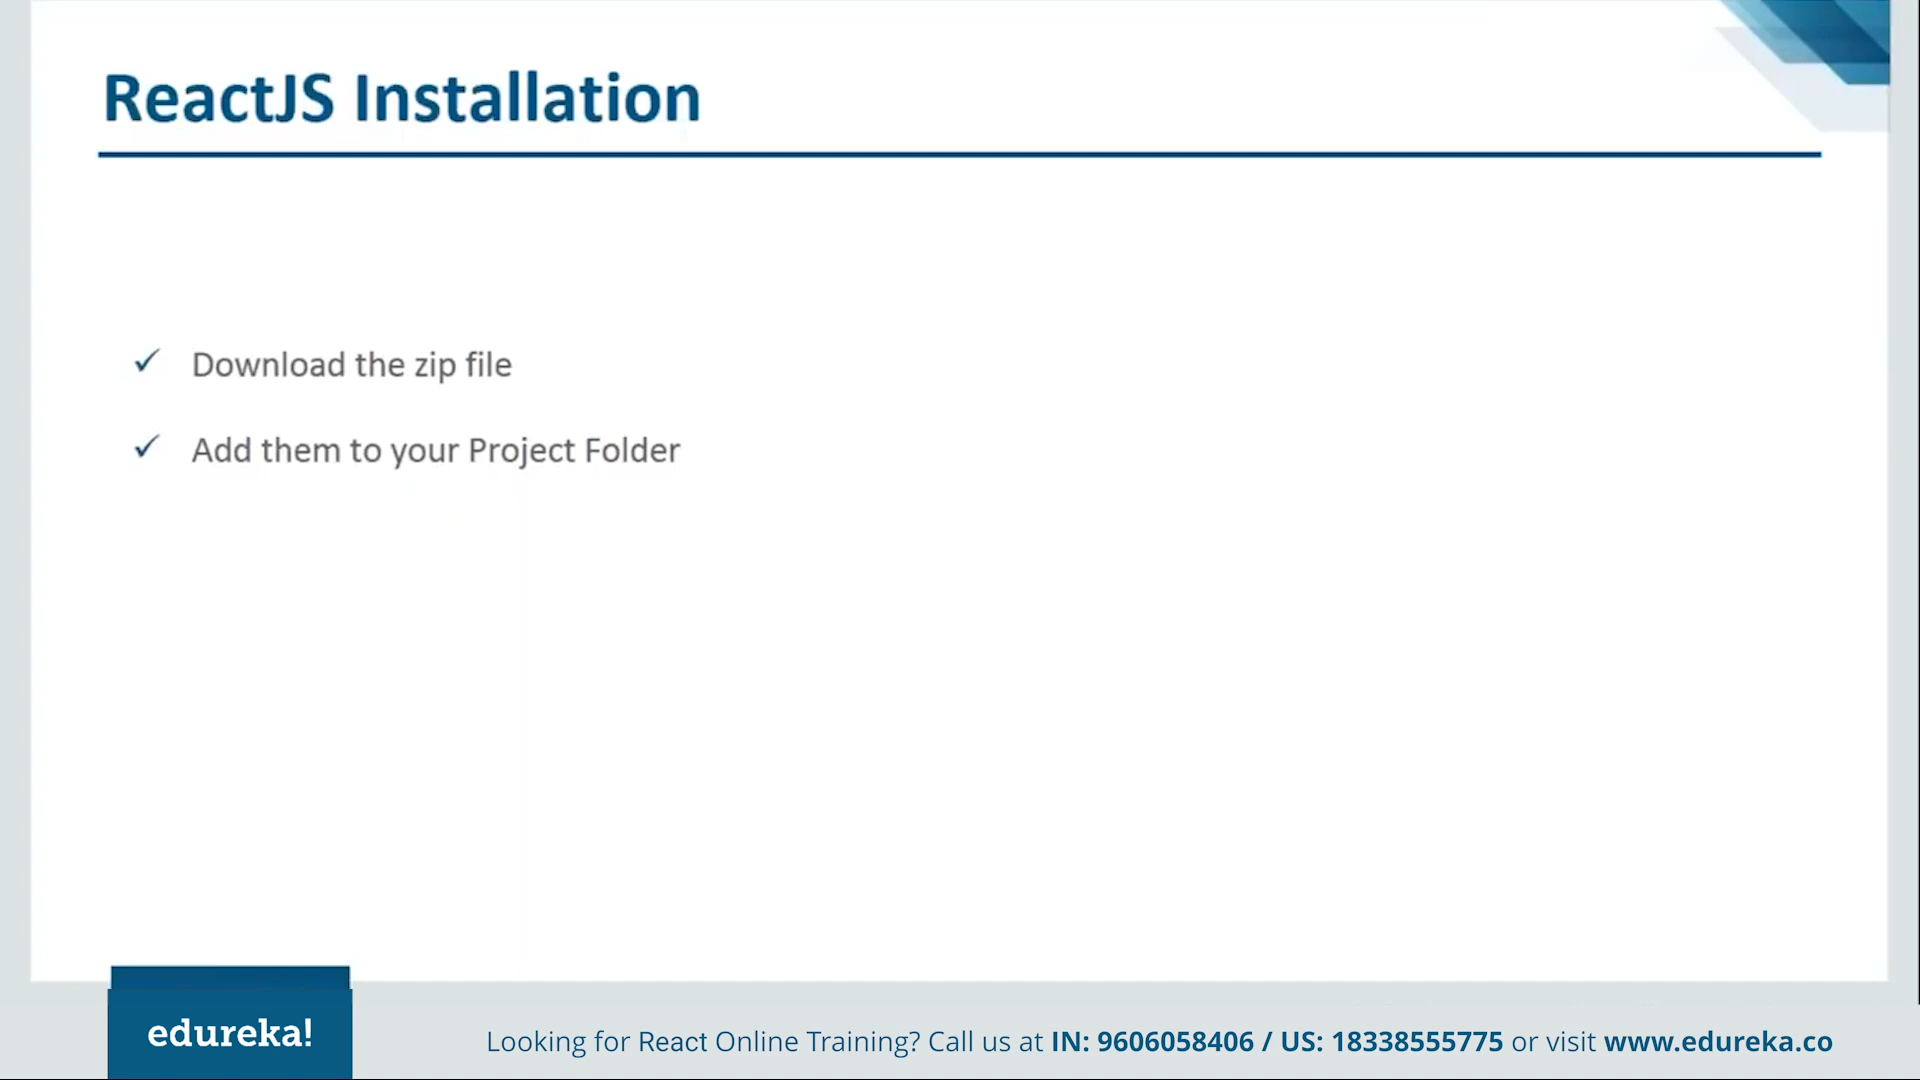 ReactJS Installation
✓ Download the zip file
✓ Add them to your Project Folder
edureka!
Looking for React Online Training? Call us at IN: 9606058406 / US: 18338555775 or visit www.edureka.co